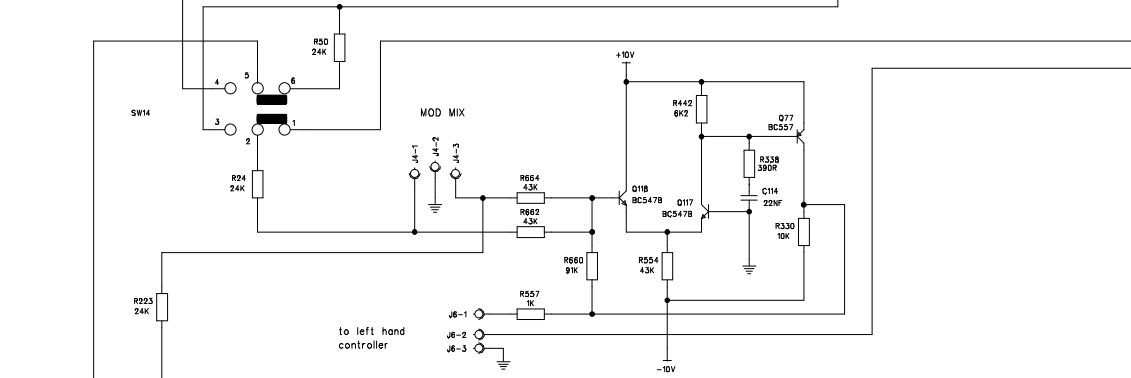 R50
24K
+10V
4
5
6
SW14
MOD MIX
R442
6K2
Q77
BC557
3
2
1
J4-1
J4-2
J4-3
R338
390R
R24
24K
R664
43K
Q118
BC547B
C114
22NF
Q117
BC547B
R662
43K
R330
10K
R660
91K
R554
43K
R223
24K
R557
1K
J6-1
to left hand
controller
J6-2
J6-3
-10V